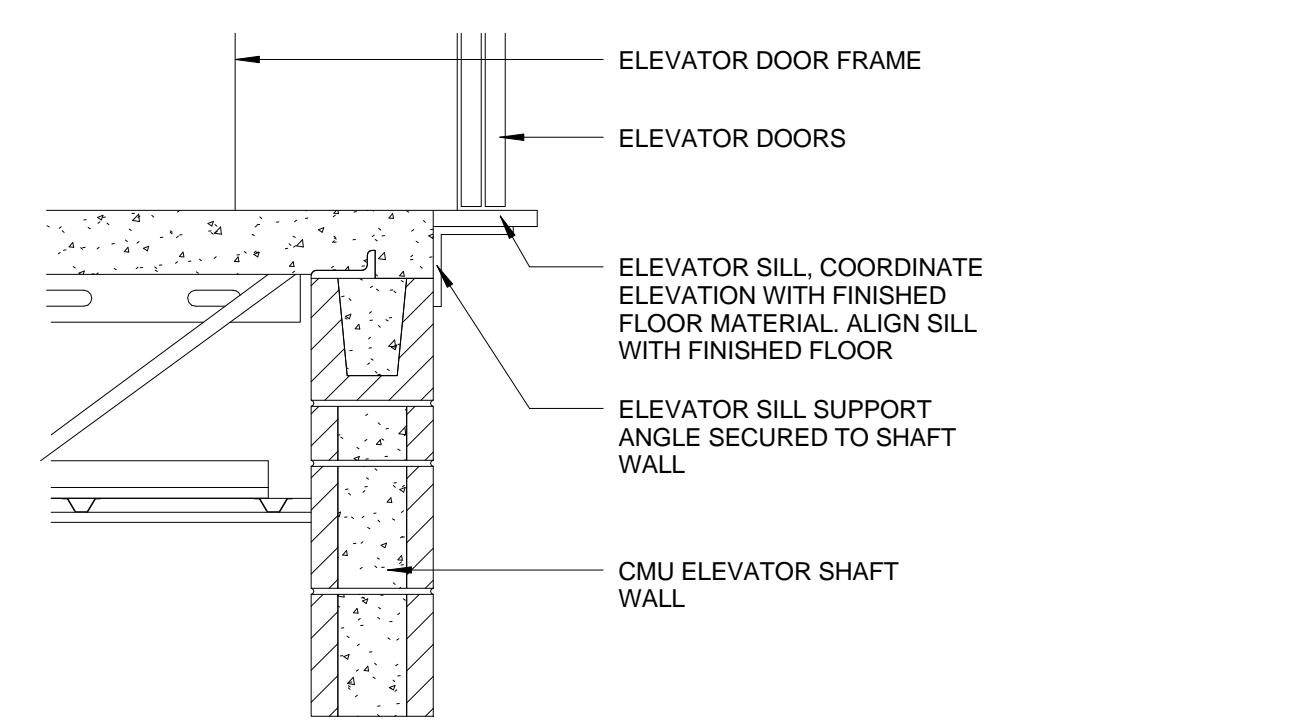 ELEVATOR DOOR FRAME
ELEVATOR DOORS
ELEVATOR SILL, COORDINATE
ELEVATION WITH FINISHED
FLOOR MATERIAL. ALIGN SILL
WITH FINISHED FLOOR
ELEVATOR SILL SUPPORT
ANGLE SECURED TO SHAFT
WALL
CMU ELEVATOR SHAFT
WALL